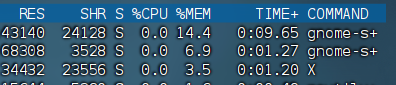 RES SHR S %CPU %MEM TIME+ COMMAND
43140 24128 S 0.0 14.4 0:09.65 gnome-s+
68308 3528 S 0.0 6.9 0:01.27 gnome-s+
34432 23556 S 0.0 3.5 0:01.20 X